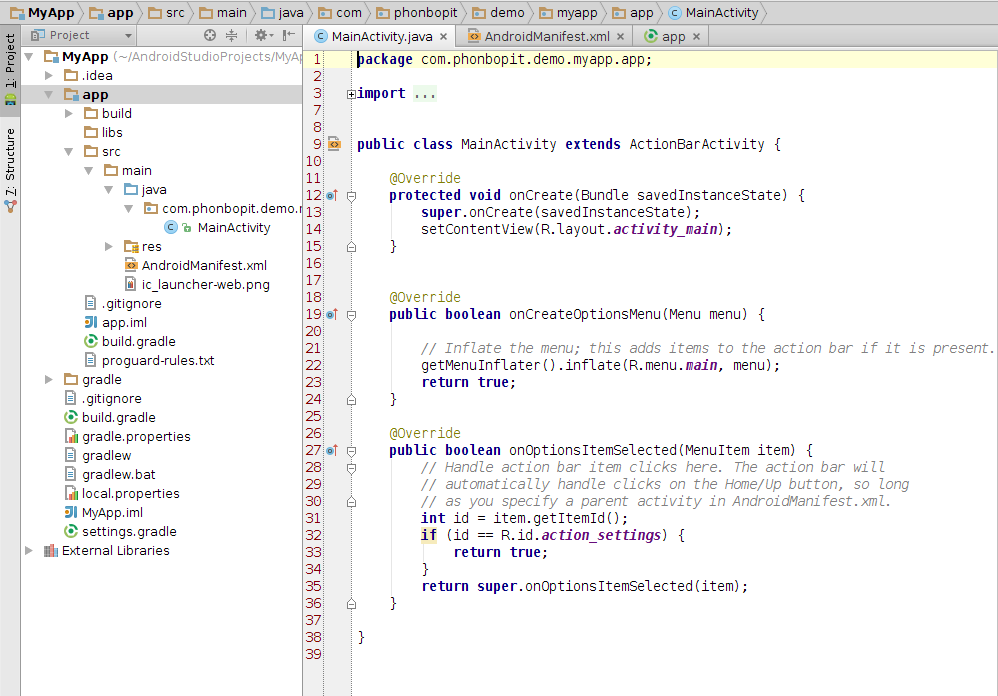 MyApp app src main java com phonbopit demo myapp app MainActivity
Project
MainActivity.java AndroidManifest.xml app
1: Project
7: Structure
MyApp (~/AndroidStudioProjects/MyAp
.idea
app
build
libs
src
main
java
com.phonbopit.demo.
MainActivity
res
AndroidManifest.xml
ic_launcher-web.png
.gitignore
app.iml
build.gradle
proguard-rules.txt
gradle
.gitignore
build.gradle
gradle.properties
gradlew
gradlew.bat
local.properties
MyApp.iml
settings.gradle
External Libraries
1 package com.phonbopit.demo.myapp.app;
2
3 import ...
7
8
9 public class MainActivity extends ActionBarActivity {
10
11 @Override
12 protected void onCreate(Bundle savedInstanceState) {
13 super.onCreate(savedInstanceState);
14 setContentView(R.layout.activity_main);
15 }
16
17
18 @Override
19 public boolean onCreateOptionsMenu(Menu menu) {
20
21 // Inflate the menu; this adds items to the action bar if it is present.
22 getMenuInflater().inflate(R.menu.main, menu);
23 return true;
24 }
25
26 @Override
27 public boolean onOptionsItemSelected(MenuItem item) {
28 // Handle action bar item clicks here. The action bar will
29 // automatically handle clicks on the Home/Up button, so long
30 // as you specify a parent activity in AndroidManifest.xml.
31 int id = item.getItemId();
32 if (id == R.id.action_settings) {
33 return true;
34 }
35 return super.onOptionsItemSelected(item);
36 }
37
38 }
39